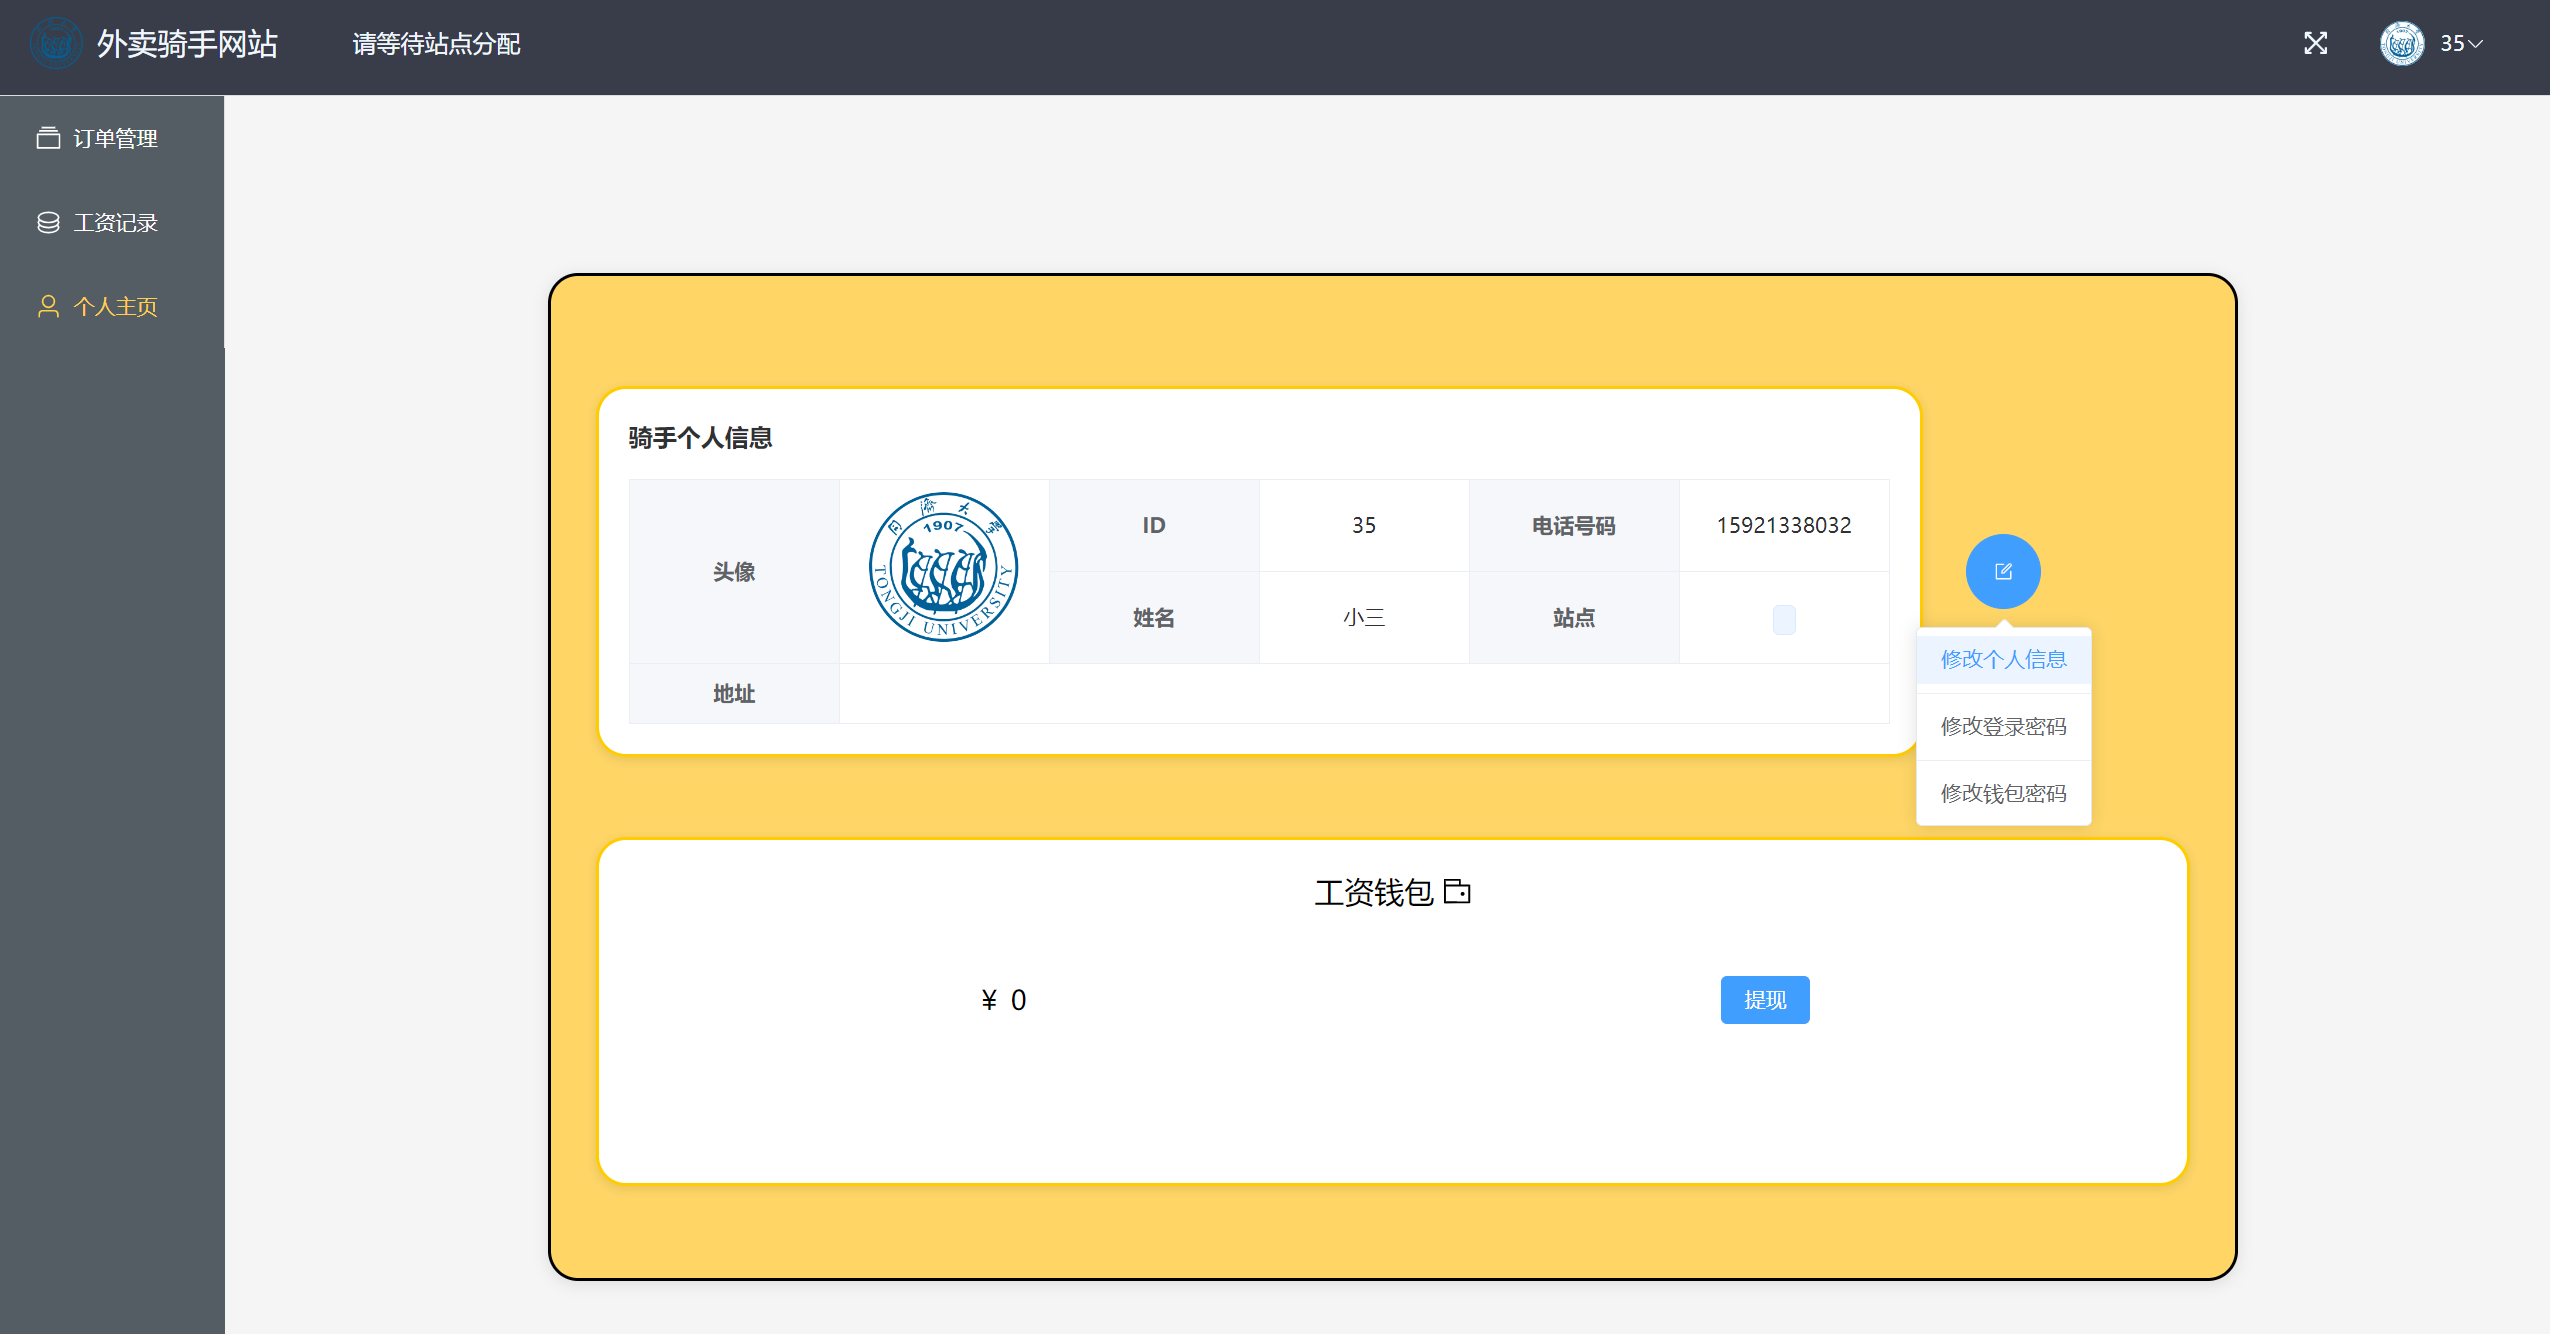 外卖骑手网站
请等待站点分配
35
订单管理
工资记录
个人主页
骑手个人信息
头像
同濟大學
1907
TONGJI UNIVERSITY
ID
35
电话号码
15921338032
姓名
小三
站点
地址
修改个人信息
修改登录密码
修改钱包密码
工资钱包
¥ 0
提现